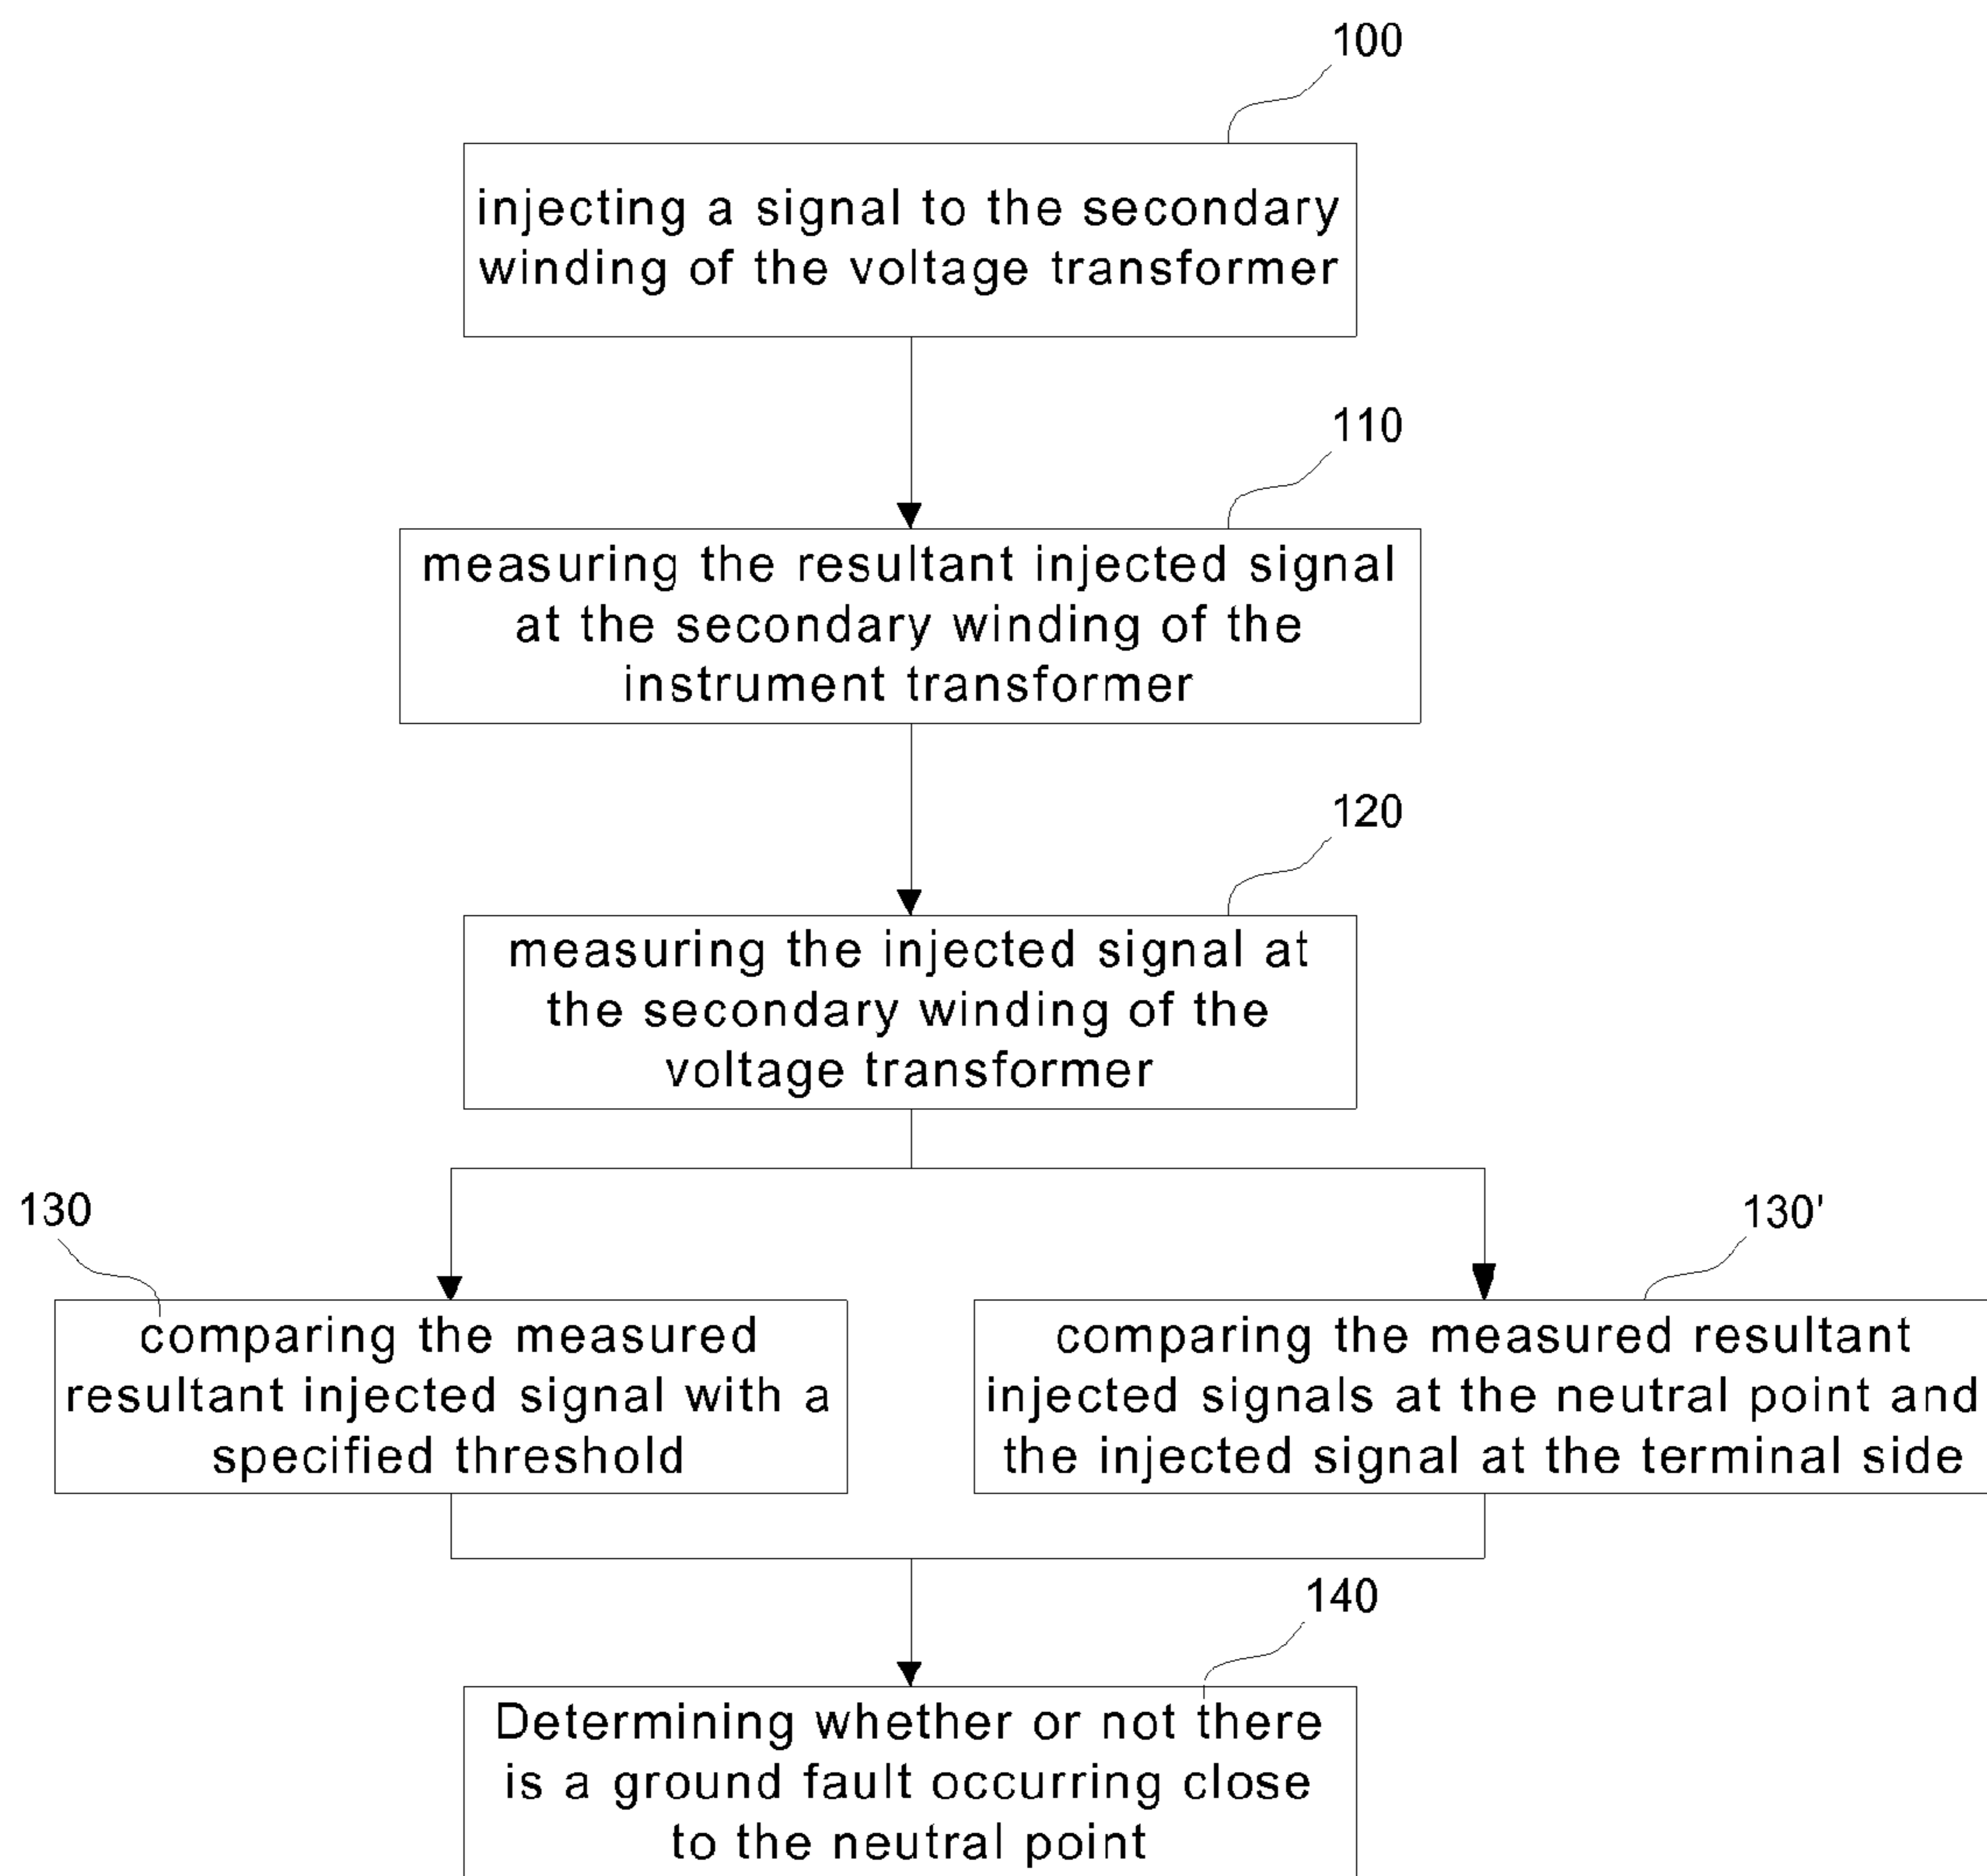 100
injecting a signal to the secondary
winding of the voltage transformer
110
measuring the resultant injected signal
at the secondary winding of the
instrument transformer
120
measuring the injected signal at
the secondary winding of the
voltage transformer
130
comparing the measured
resultant injected signal with a
specified threshold
130'
comparing the measured resultant
injected signals at the neutral point and
the injected signal at the terminal side
140
Determining whether or not there
is a ground fault occurring close
to the neutral point